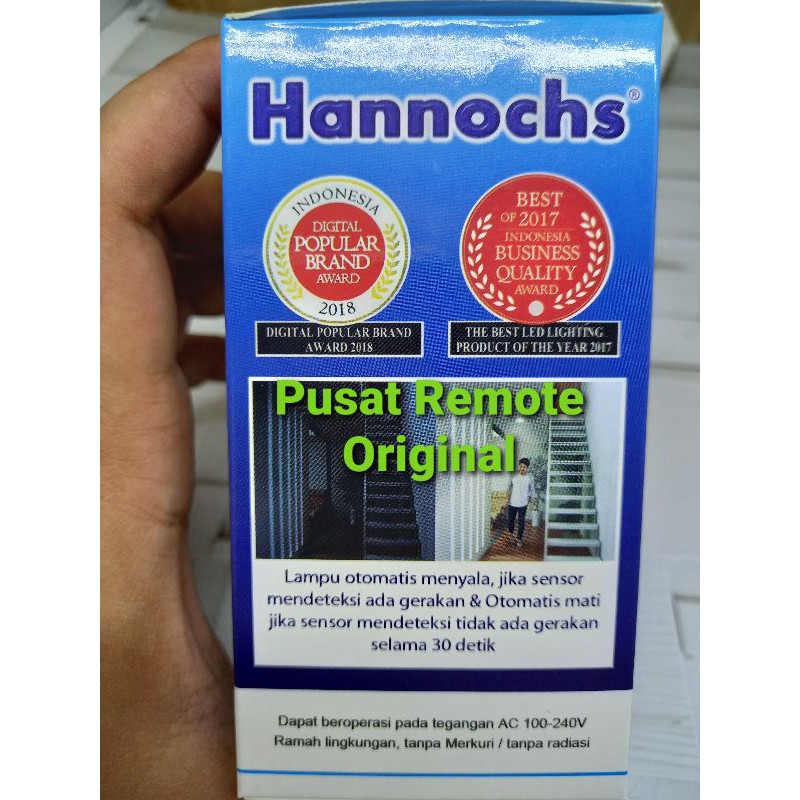 Hannochs®
INDONESIA
DIGITAL
POPULAR
BRAND
AWARD
2018
DIGITAL POPULAR BRAND
AWARD 2018
BEST
OF 2017
INDONESIA
BUSINESS
QUALITY
AWARD
THE BEST LED LIGHTING
PRODUCT OF THE YEAR 2017
Pusat Remote
Original
Lampu otomatis menyala, jika sensor
mendeteksi ada gerakan & Otomatis mati
jika sensor mendeteksi tidak ada gerakan
selama 30 detik
Dapat beroperasi pada tegangan AC 100-240V
Ramah lingkungan, tanpa Merkuri / tanpa radiasi